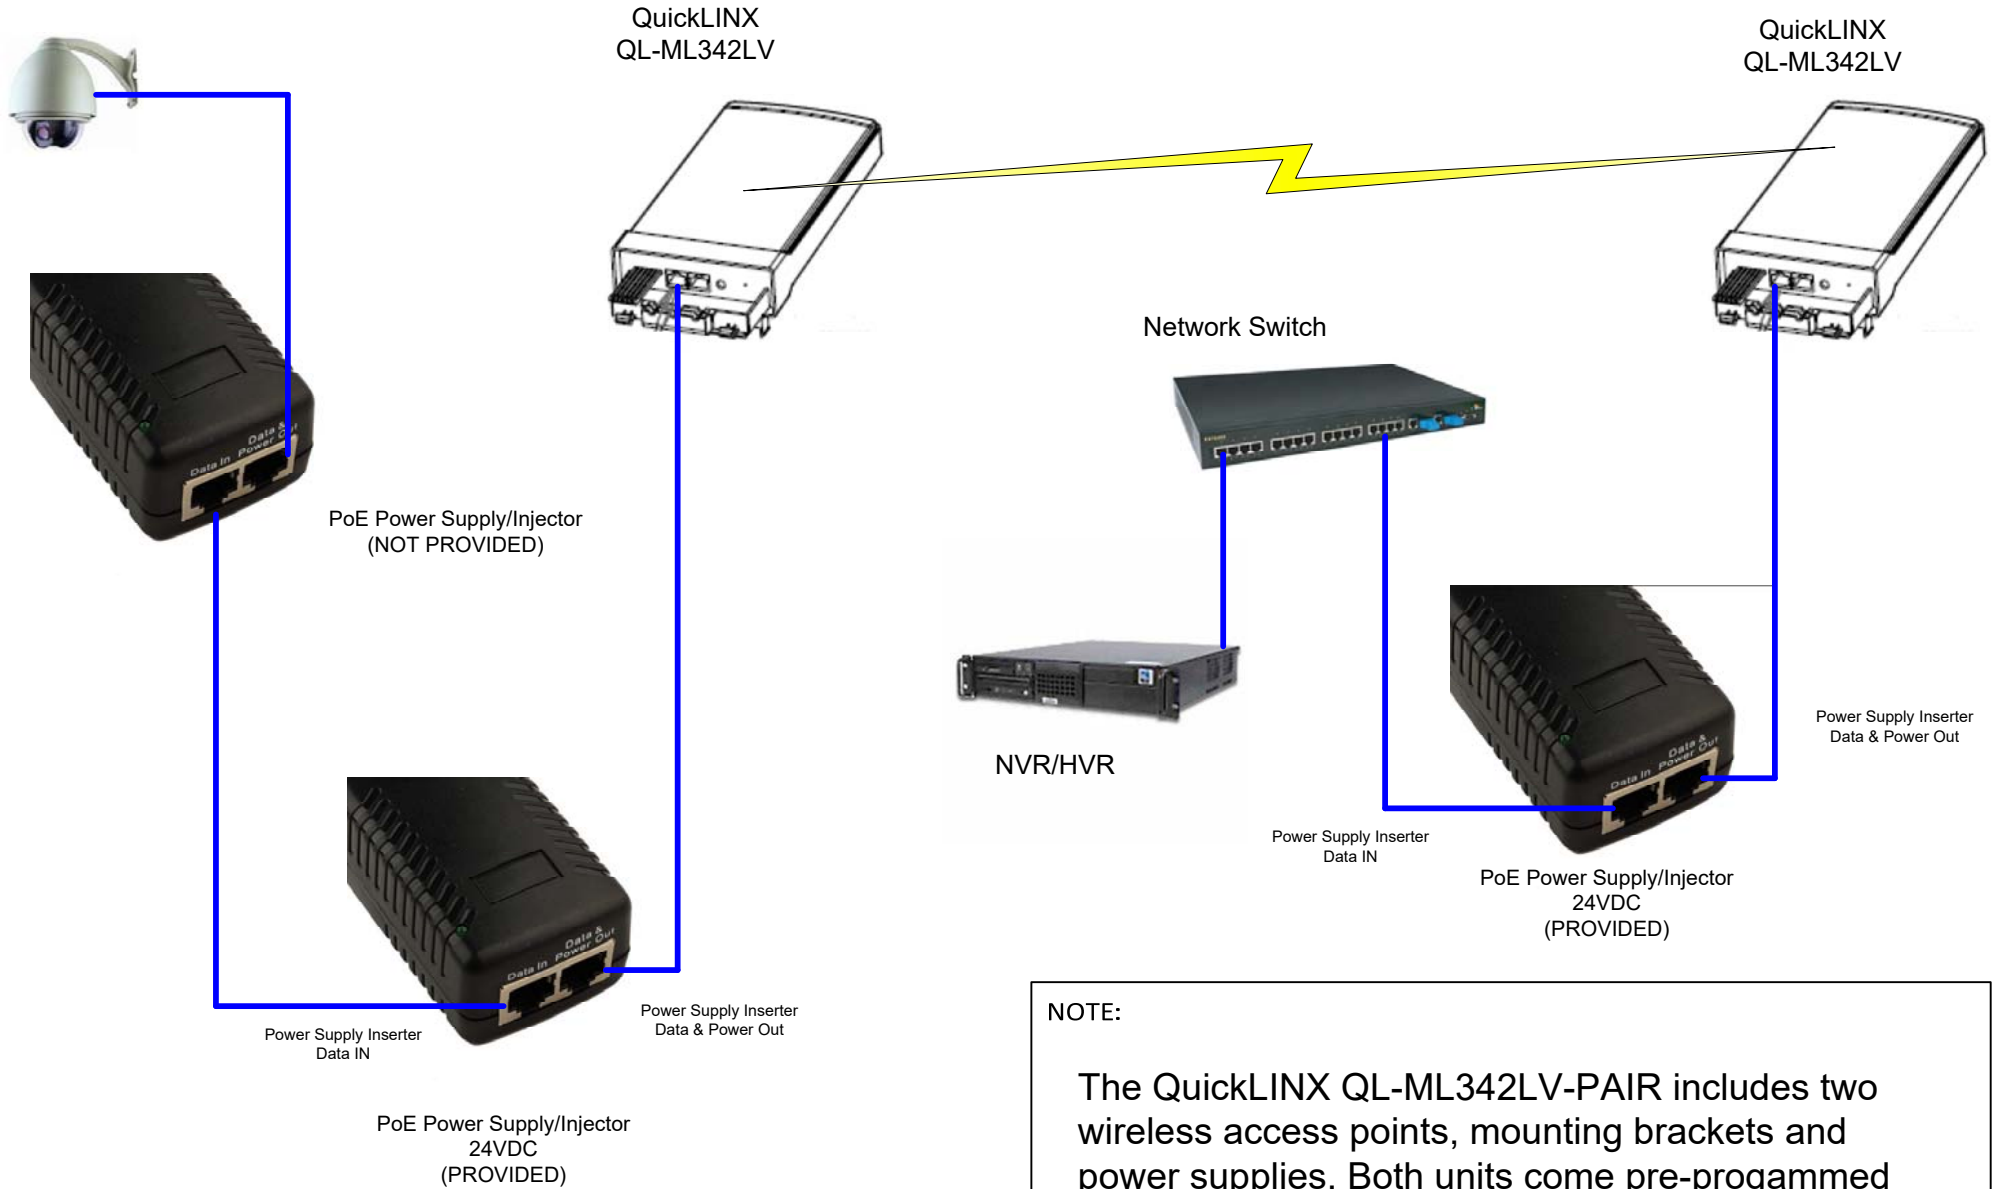 QuickLINX
QL-ML342LV
QuickLINX
QL-ML342LV
Network Switch
Data &
Power Out
Data In
PoE Power Supply/Injector
(NOT PROVIDED)
NVR/HVR
Power Supply Inserter
Data & Power Out
Data &
Power Out
Data In
Power Supply Inserter
Data IN
PoE Power Supply/Injector
24VDC
(PROVIDED)
Data &
Power Out
Data In
Power Supply Inserter
Data & Power Out
Power Supply Inserter
Data IN
PoE Power Supply/Injector
24VDC
(PROVIDED)
NOTE:
The QuickLINX QL-ML342LV-PAIR includes two
wireless access points, mounting brackets and
power supplies. Both units come pre-progammed